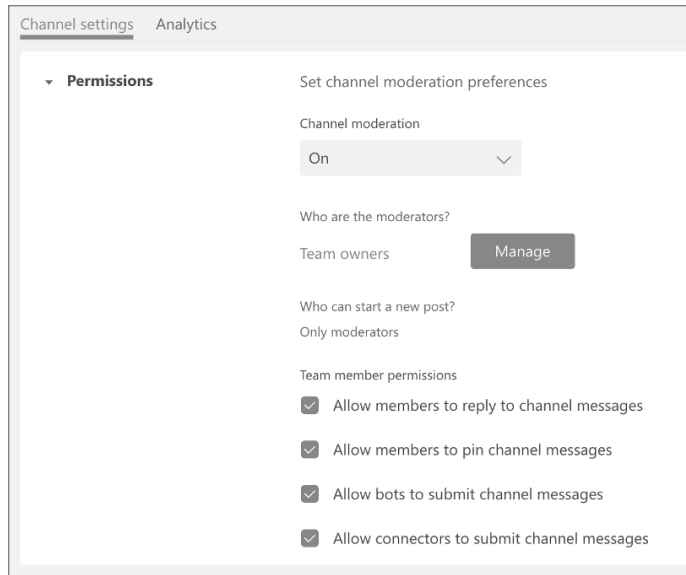 Channel settings Analytics
Permissions
Set channel moderation preferences
Channel moderation
On
Who are the moderators?
Team owners
Manage
Who can start a new post?
Only moderators
Team member permissions
Allow members to reply to channel messages
Allow members to pin channel messages
Allow bots to submit channel messages
Allow connectors to submit channel messages